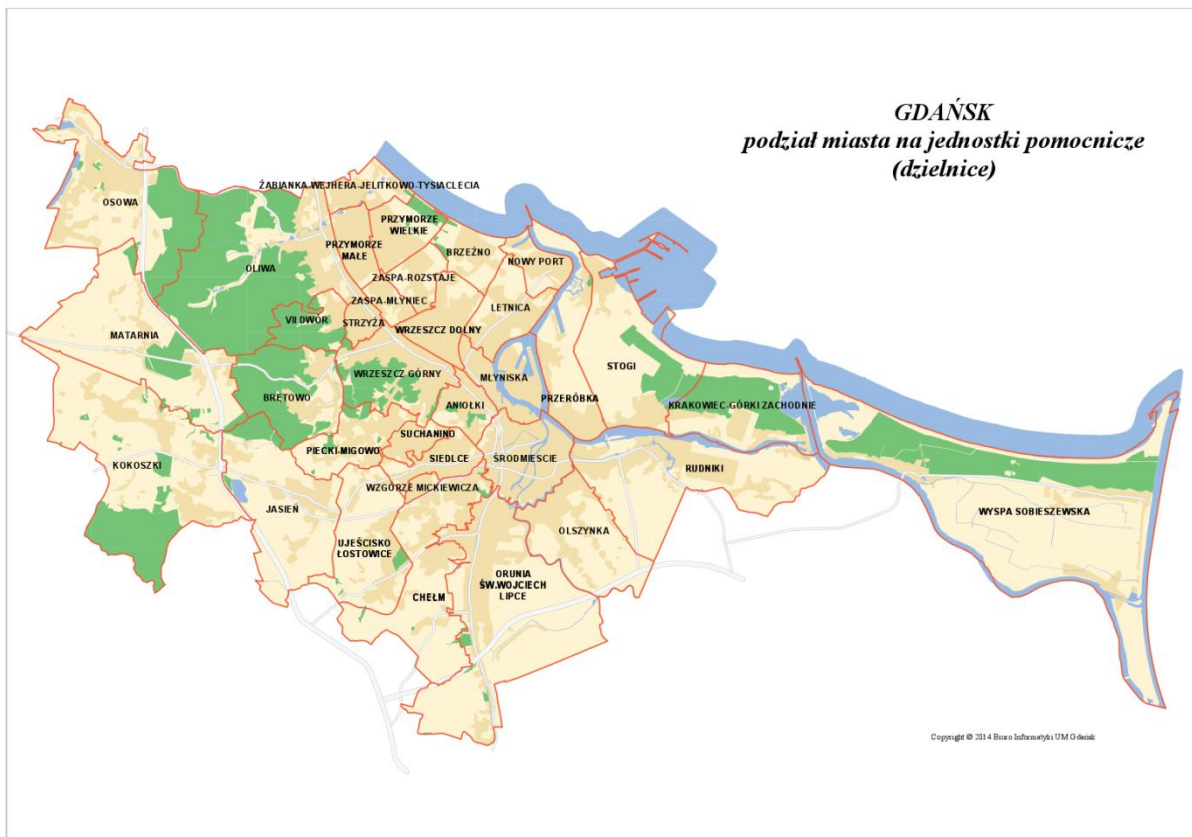 GDAŃSK
podział miasta na jednostki pomocnicze
(dzielnice)
ŻABIANKA-WEJHERA-JELITKOWO-TYSIACLECIA
OSOWA
PRZYMORZE
WIELKIE
PRZYMORZE
MAŁE
BRZEŹNO
NOWY PORT
OLIWA
ZASPA-ROZSTAJE
ZASPA-MŁYNIEC
LETNICA
VII DWÓR
STRZYŻA
WRZESZCZ DOLNY
MATARNIA
STOGI
WRZESZCZ GÓRNY
MŁYNISKA
BRĘTOWO
PRZERÓBKA
KRAKOWIEC-GÓRKI ZACHODNIE
ANIOŁKI
SUCHANINO
PIECKI-MIGOWO
SIEDLCE
ŚRODMIEŚCIE
KOKOSZKI
RUDNIKI
WZGÓRZE MICKIEWICZA
JASIEŃ
WYSPA SOBIESZEWSKA
OLSZYNKA
UJEŚCISKO
ŁOSTOWICE
ORUNIA
ŚW.WOJCIECH
LIPCE
CHEŁM
Copyright © 2014 Biuro Informatyki UM Gdańsk